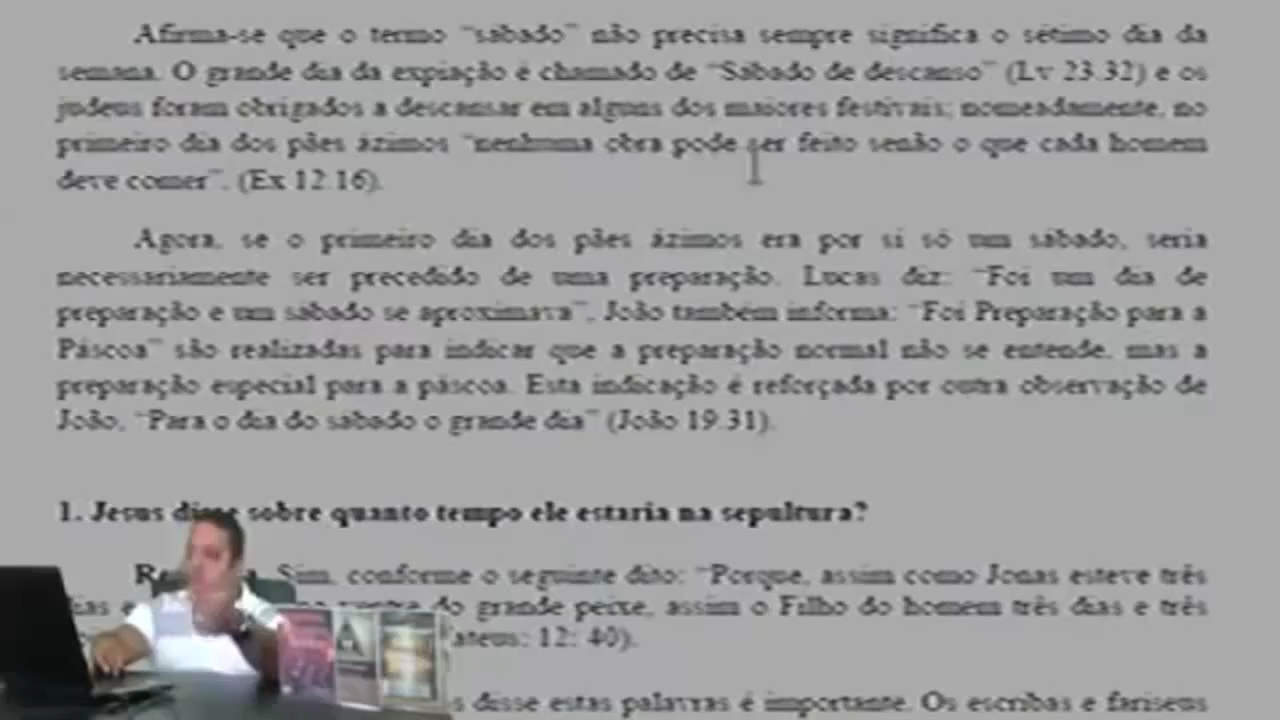 Afirma-se que o termo “sábado” não precisa sempre significa o sétimo dia da
semana. O grande dia da expiação é chamado de “Sábado de descanso” (Lv 23.32) e os
judeus foram obrigados a descansar em alguns dos maiores festivais; nomeadamente, no
primeiro dia dos pães ázimos “nenhuma obra pode ser feito senão o que cada homem
deve comer”. (Ex 12.16).
Agora, se o primeiro dia dos pães ázimos era por si só um sábado, seria
necessariamente ser precedido de uma preparação. Lucas diz: “Foi um dia de
preparação e um sábado se aproximava”, João também informa: “Foi Preparação para a
Páscoa” são realizadas para indicar que a preparação normal não se entende, mas a
preparação especial para a páscoa. Esta indicação é reforçada por outra observação de
João, “Para o dia do sábado o grande dia” (João 19.31).
1. Jesus disse sobre quanto tempo ele estaria na sepultura?
Sim, conforme o seguinte dito: “Porque, assim como Jonas esteve três
do grande peixe, assim o Filho do homem três dias e três
ateus: 12: 40).
disse estas palavras é importante. Os escribas e fariseus